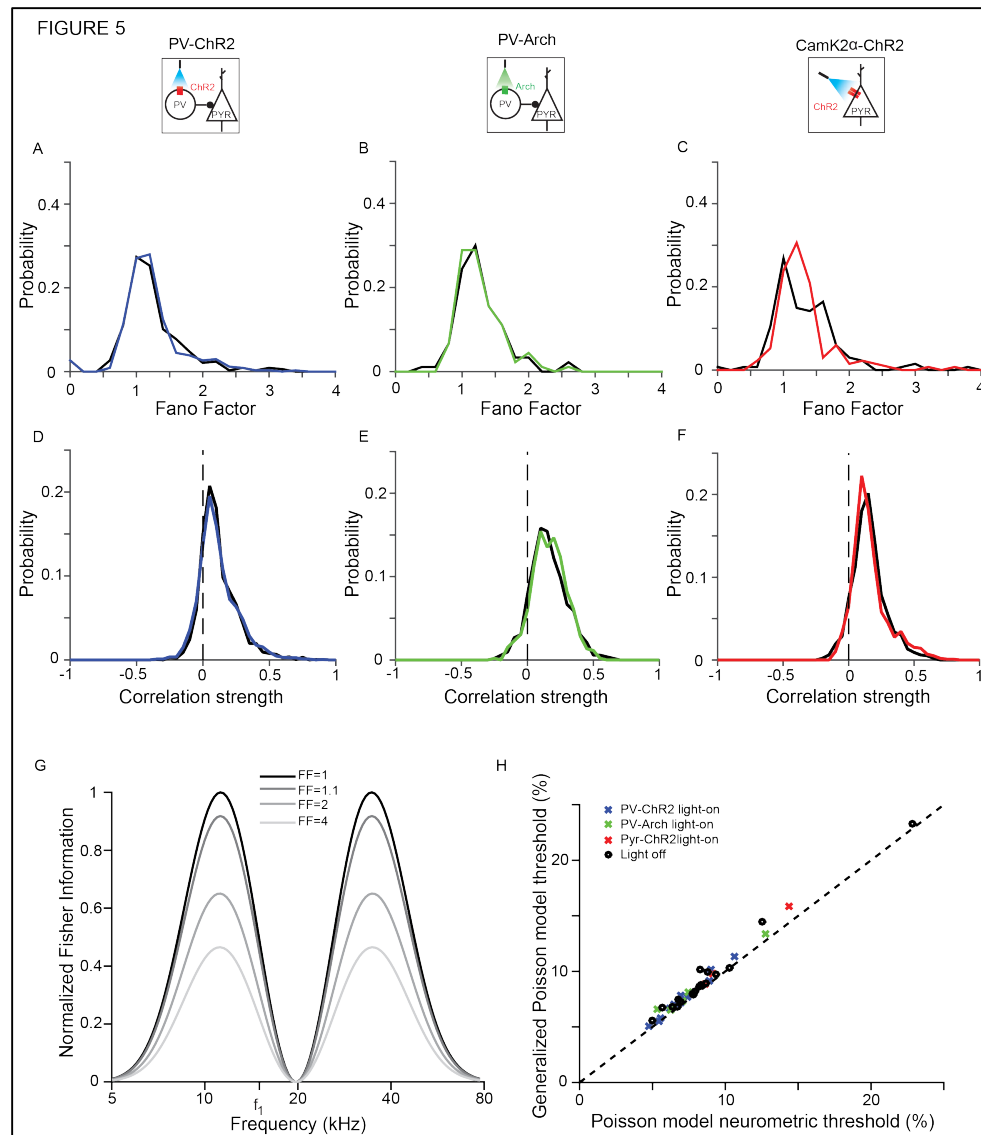 FIGURE 5
PV-ChR2
PV-Arch
CamK2α-ChR2
ChR2
PV
PYR
Arch
PV
PYR
ChR2
PYR
A
B
C
Probability
0.4
0.2
0
0 1 2 3 4
Fano Factor
Probability
0.4
0.2
0
0 1 2 3 4
Fano Factor
Probability
0.4
0.2
0
0 1 2 3 4
Fano Factor
D
E
F
Probability
0.2
0.1
0
-1 -0.5 0 0.5 1
Correlation strength
Probability
0.2
0.1
0
-1 -0.5 0 0.5 1
Correlation strength
Probability
0.2
0.1
0
-1 -0.5 0 0.5 1
Correlation strength
G
Normalized Fisher Information
1
0.8
0.6
0.4
0.2
0
FF=1
FF=1.1
FF=2
FF=4
5 10 f1 20 40 80
Frequency (kHz)
H
Generalized Poisson model threshold (%)
20
10
0
PV-ChR2 light-on
PV-Arch light-on
Pyr-ChR2light-on
Light off
0 10 20
Poisson model neurometric threshold (%)